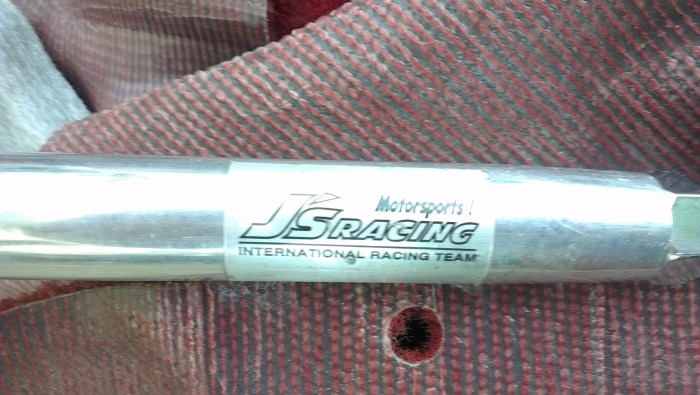 Motorsports !
J'S RACING
INTERNATIONAL RACING TEAM